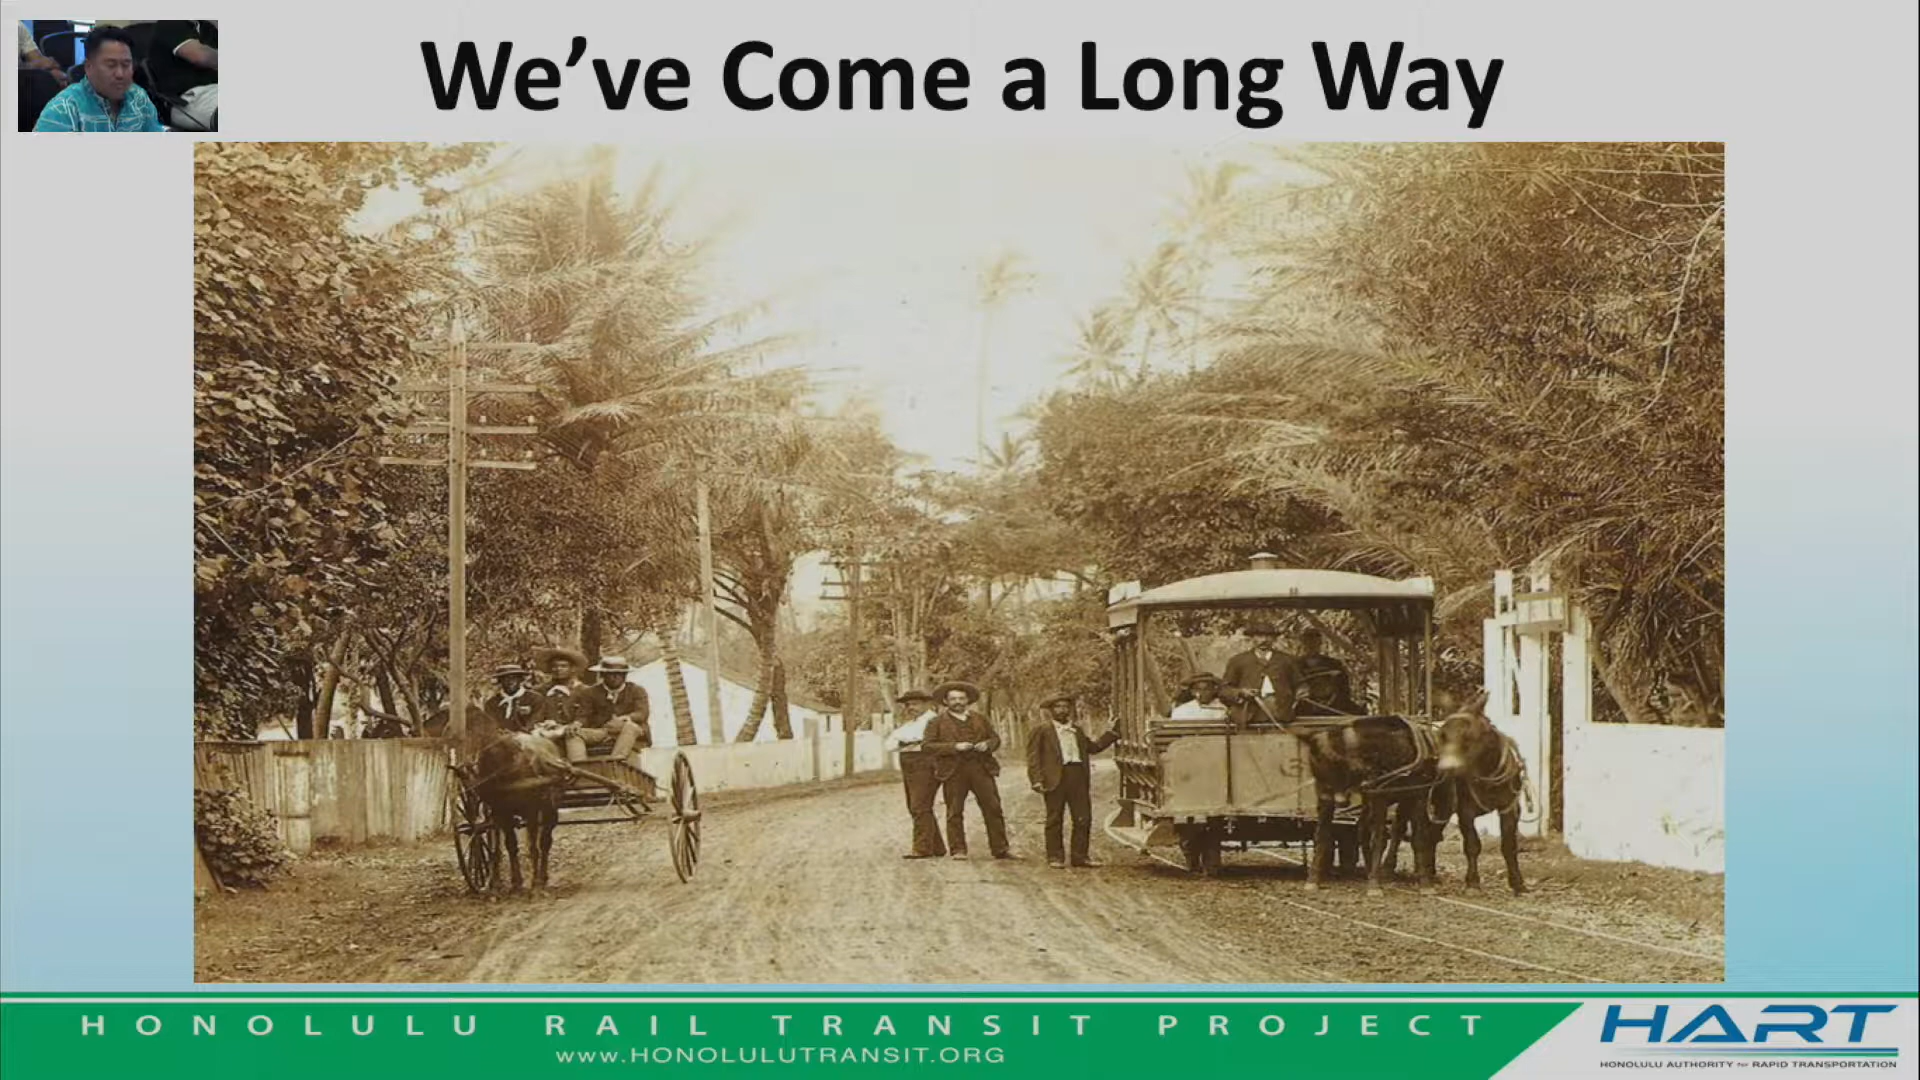 We’ve Come a Long Way
HONOLULU RAIL TRANSIT PROJECT
www.HONOLULUTRANSIT.ORG
HART
HONOLULU AUTHORITY for RAPID TRANSPORTATION